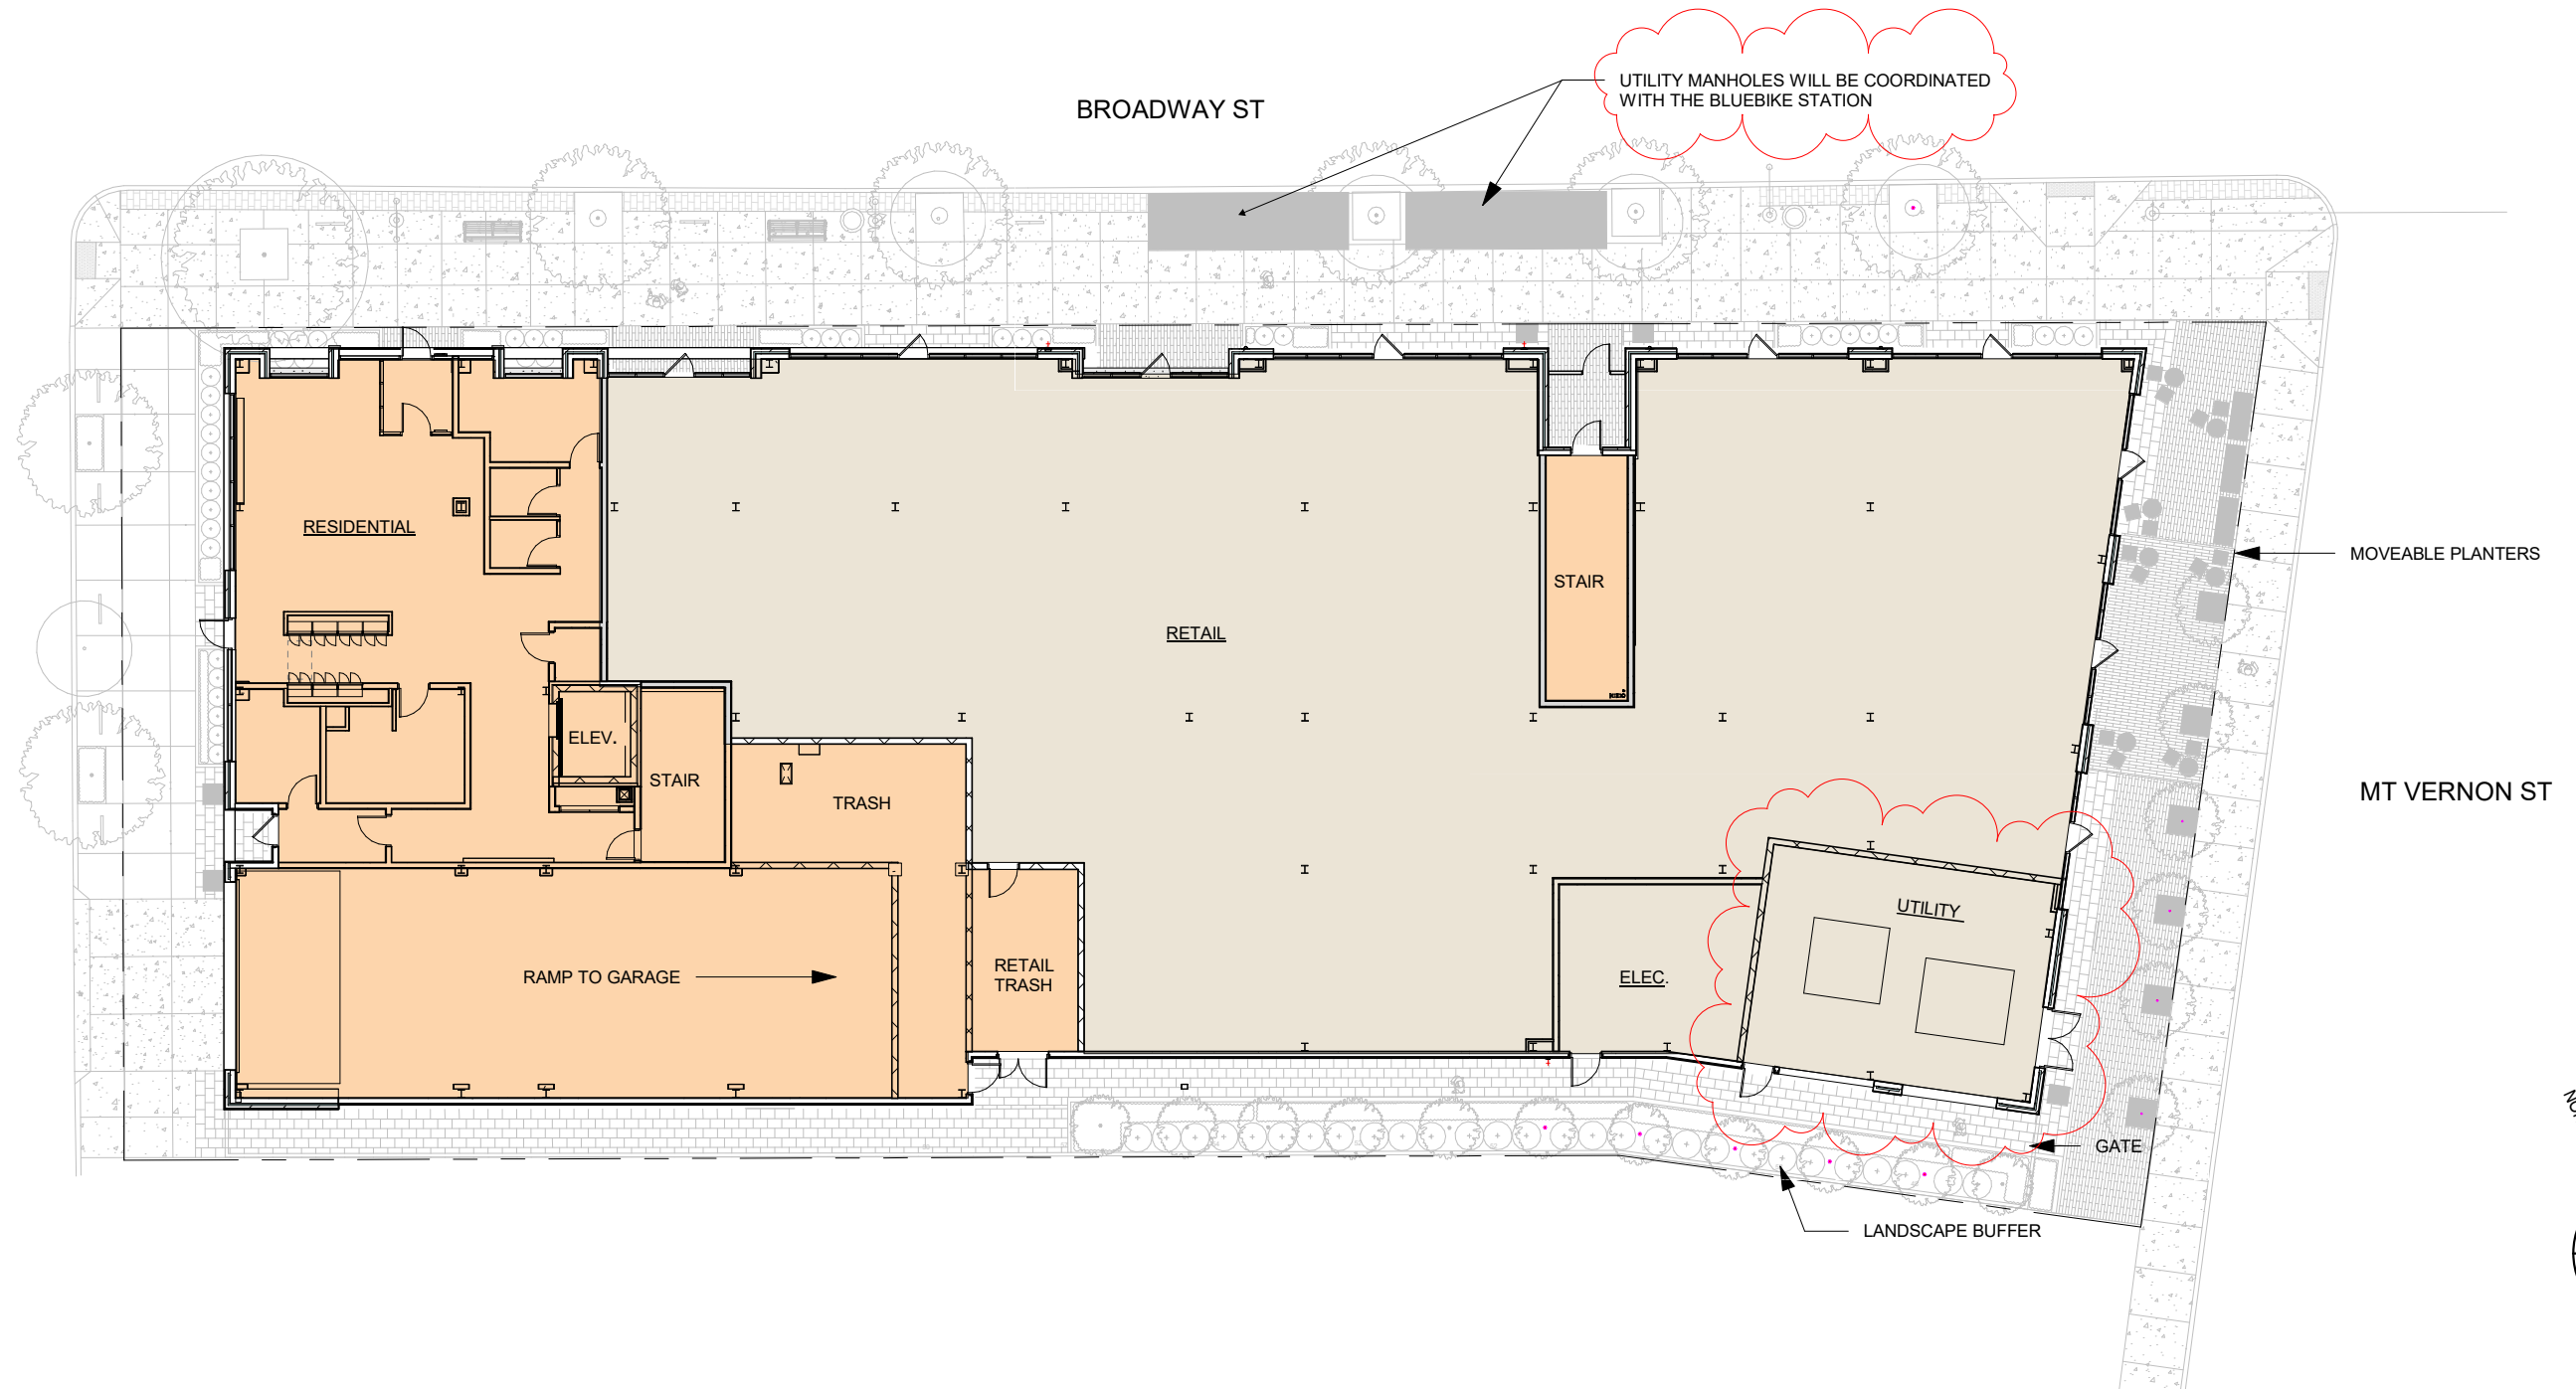 UTILITY MANHOLES WILL BE COORDINATED
WITH THE BLUEBIKE STATION
BROADWAY ST
RESIDENTIAL
MOVEABLE PLANTERS
STAIR
RETAIL
ELEV.
STAIR
MT VERNON ST
TRASH
UTILITY
RETAIL
TRASH
RAMP TO GARAGE
ELEC.
GATE
LANDSCAPE BUFFER